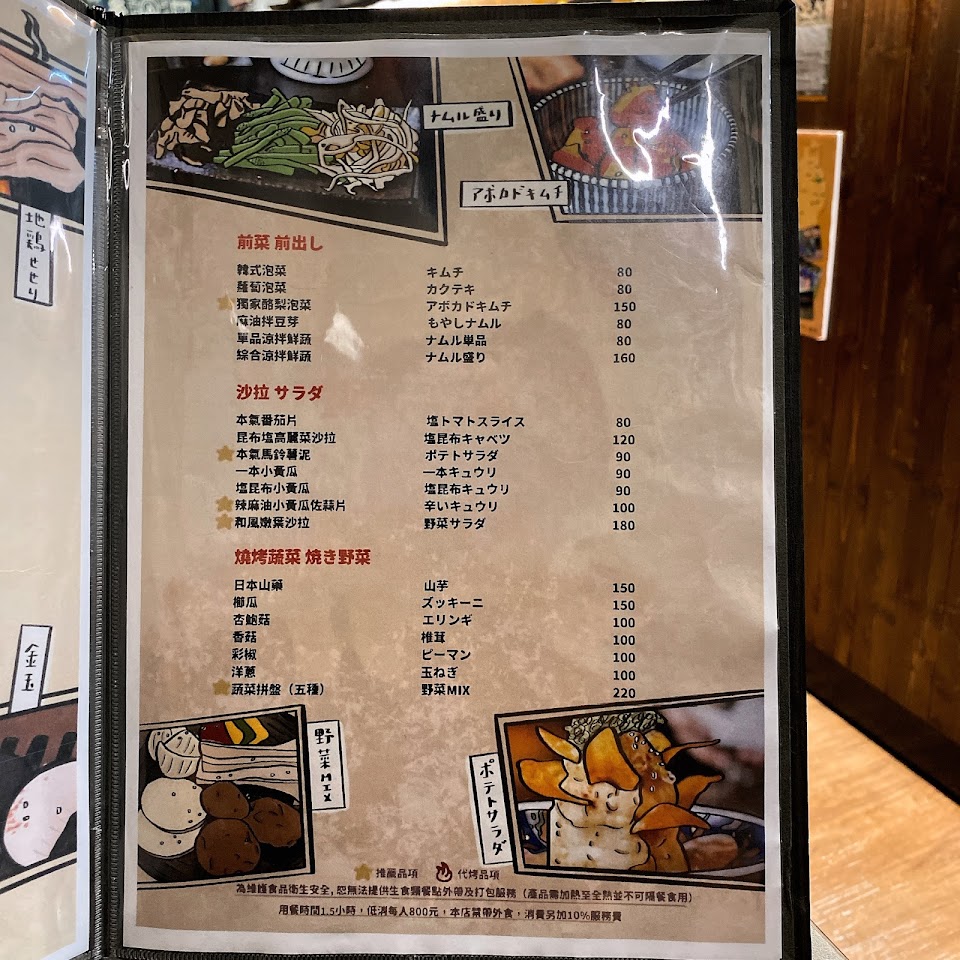 地鶏せせり
金玉
ナムル盛り
アボカドキムチ
前菜 前出し
韓式泡菜 キムチ 80
蘿蔔泡菜 カクテキ 80
獨家酪梨泡菜 アボカドキムチ 150
麻油拌豆芽 もやしナムル 80
單品涼拌鮮蔬 ナムル単品 80
綜合涼拌鮮蔬 ナムル盛り 160
沙拉 サラダ
本氣番茄片 塩トマトスライス 80
昆布塩高麗菜沙拉 塩昆布キャベツ 120
本氣馬鈴薯泥 ポテトサラダ 90
一本小黃瓜 一本キュウリ 90
塩昆布小黃瓜 塩昆布キュウリ 90
辣麻油小黃瓜佐蒜片 辛いキュウリ 100
和風嫩葉沙拉 野菜サラダ 180
燒烤蔬菜 焼き野菜
日本山藥 山芋 150
櫛瓜 ズッキーニ 150
杏鮑菇 エリンギ 100
香菇 椎茸 100
彩椒 ピーマン 100
洋蔥 玉ねぎ 100
蔬菜拼盤（五種） 野菜MIX 220
野菜MIX
ポテトサラダ
推薦品項 代烤品項
為維護食品衛生安全，恕無法提供生食類餐點外帶及打包服務（產品需加熱至全熟並不可隔餐食用）
用餐時間1.5小時，低消每人800元，本店禁帶外食，消費另加10%服務費